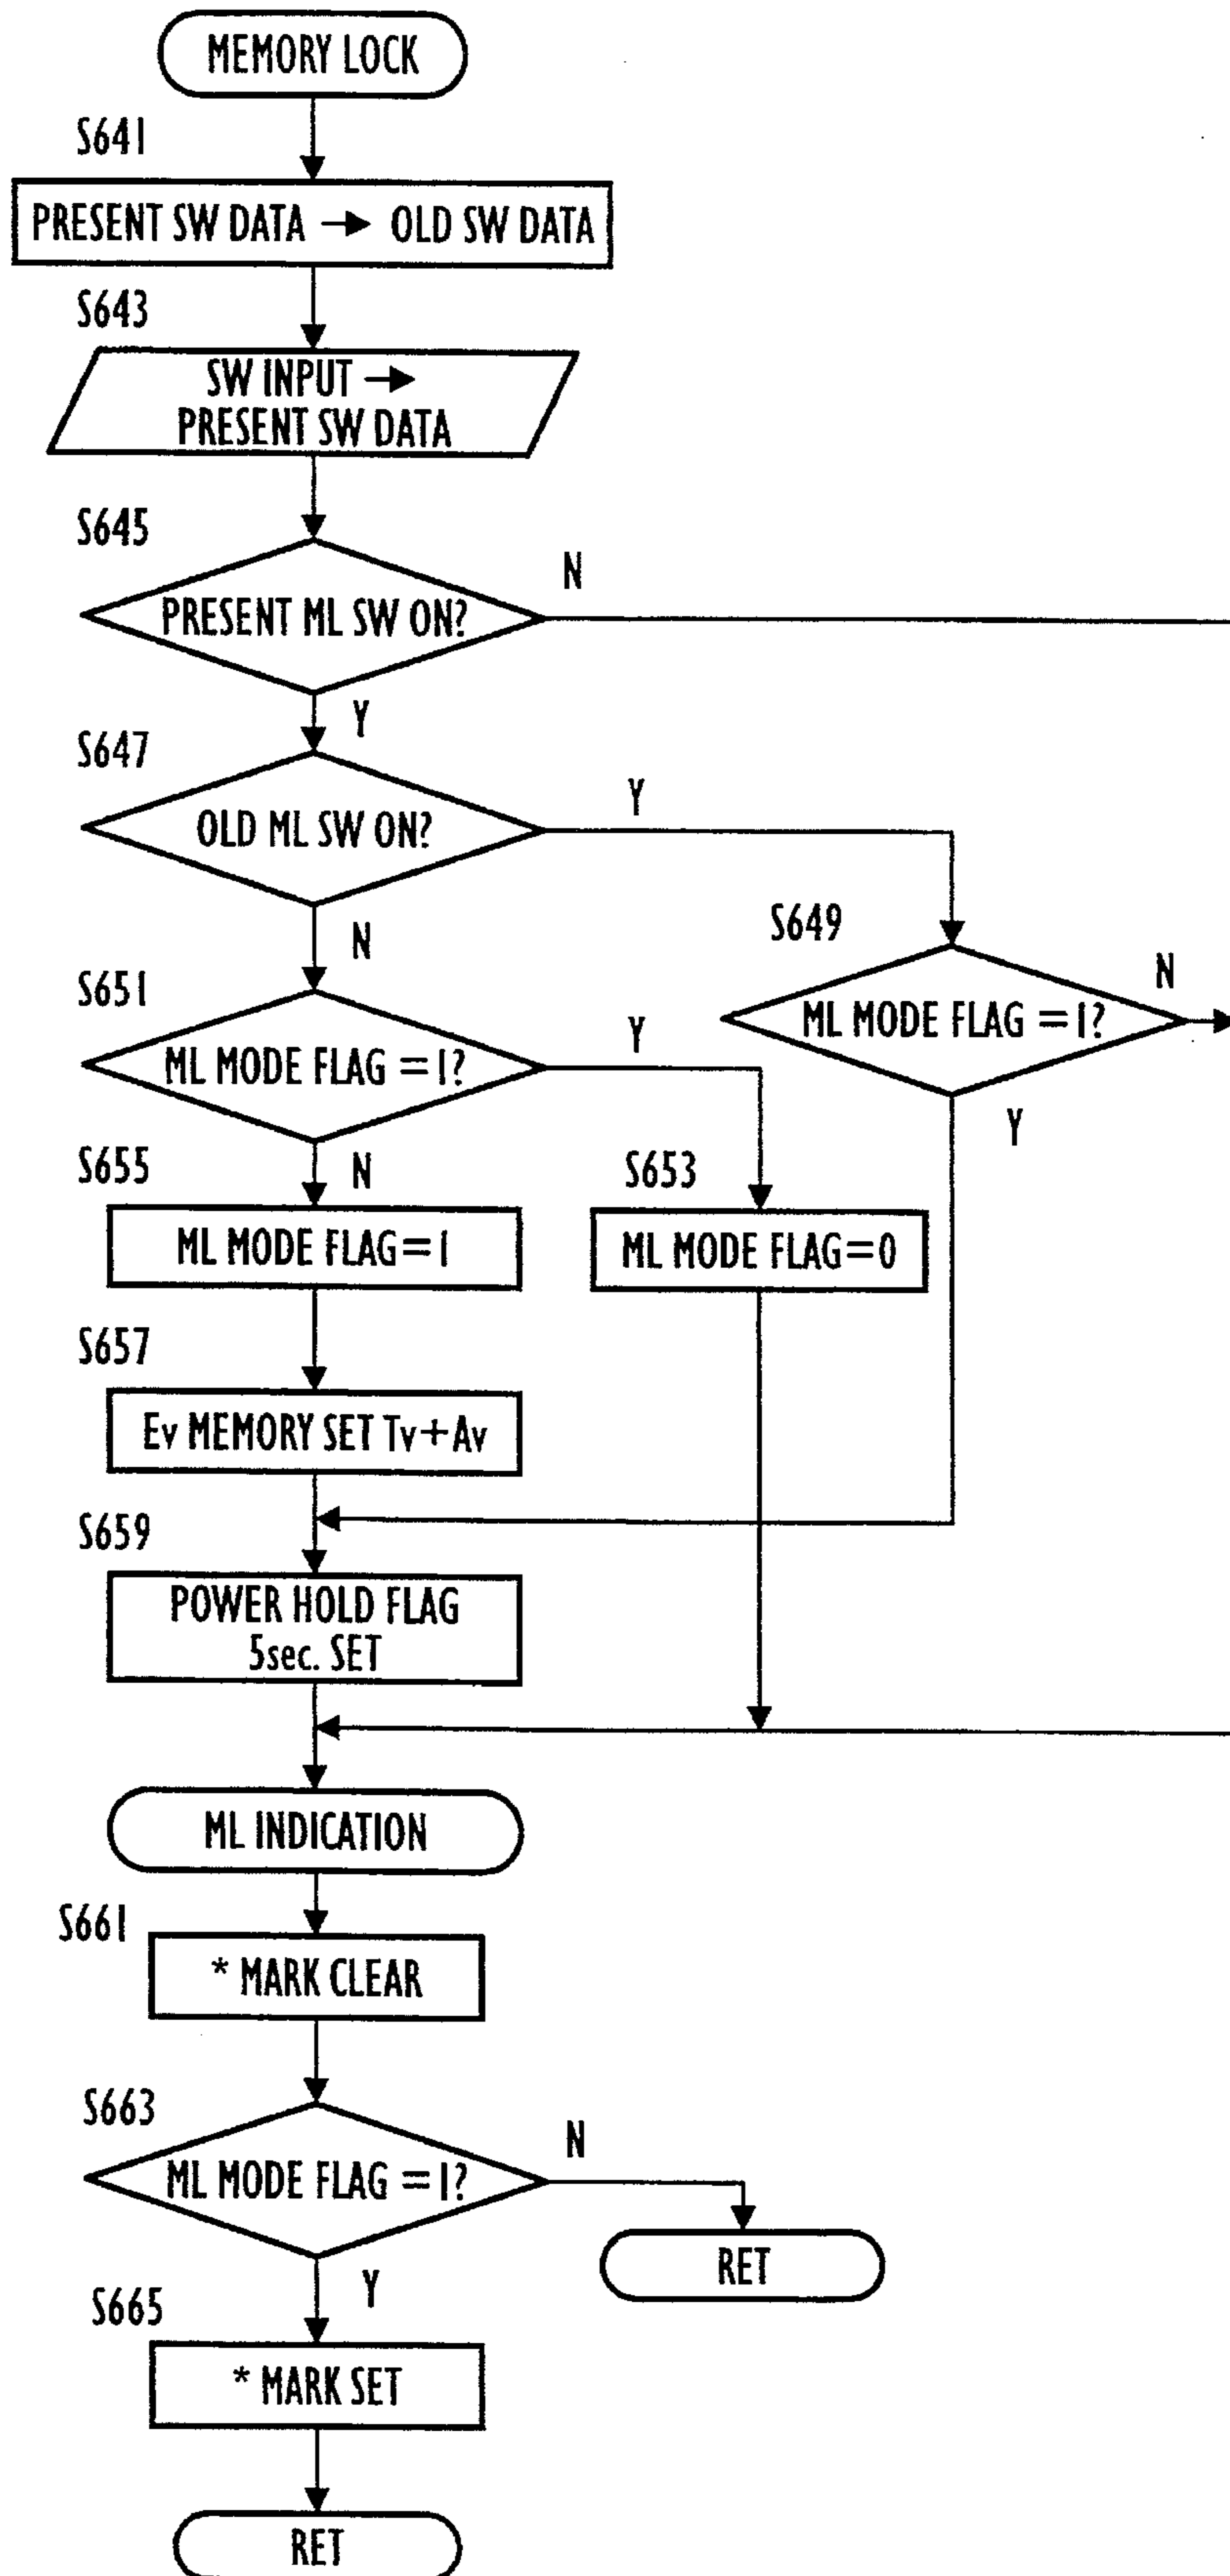 MEMORY LOCK
S641
PRESENT SW DATA → OLD SW DATA
S643
SW INPUT →
PRESENT SW DATA
S645
PRESENT ML SW ON?
N
Y
S647
OLD ML SW ON?
Y
N
S649
ML MODE FLAG = 1?
N
Y
S651
ML MODE FLAG = 1?
Y
N
S653
ML MODE FLAG=0
S655
ML MODE FLAG=1
S657
Ev MEMORY SET Tv+Av
S659
POWER HOLD FLAG
5sec. SET
ML INDICATION
S661
* MARK CLEAR
S663
ML MODE FLAG = 1?
N
RET
Y
S665
* MARK SET
RET